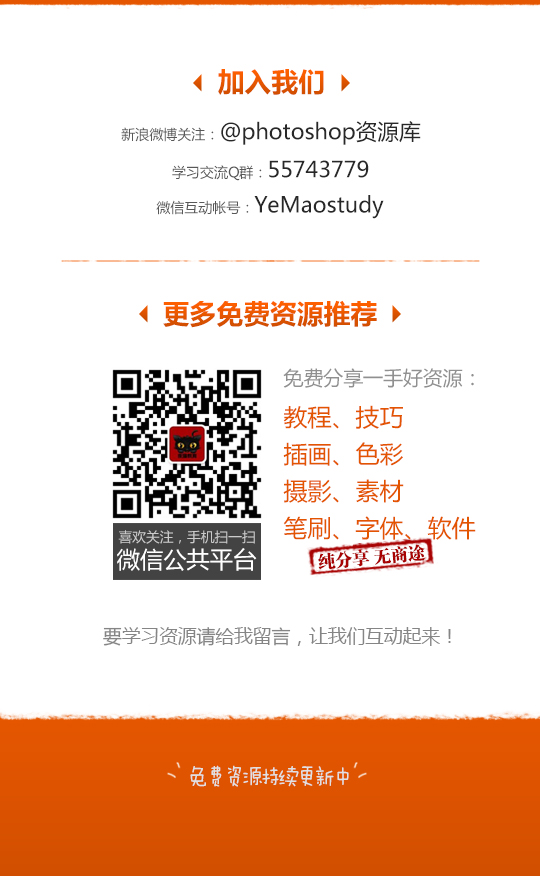 加入我们
新浪微博关注：@photoshop资源库
学习交流Q群：55743779
微信互动帐号：YeMaostudy
更多免费资源推荐
免费分享一手好资源：
教程、技巧
插画、色彩
摄影、素材
笔刷、字体、软件
纯分享 无商途
喜欢关注，手机扫一扫
微信公共平台
要学习资源请给我留言，让我们互动起来！
免费资源持续更新中